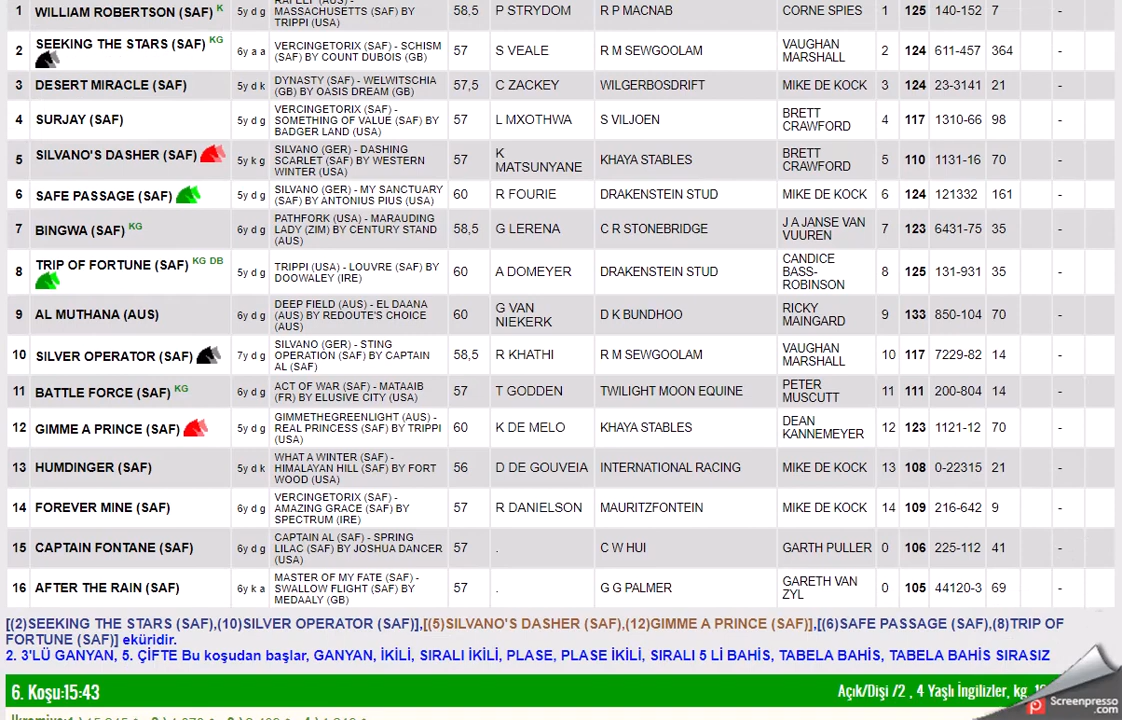 1 WILLIAM ROBERTSON (SAF) K 5y d g MASSACHUSETTS (SAF) BY TRIPPI (USA) 58,5 P STRYDOM R P MACNAB CORNE SPIES 1 125 140-152 7 -
2 SEEKING THE STARS (SAF) KG 6y a a VERCINGETORIX (SAF) - SCHISM (SAF) BY COUNT DUBOIS (GB) 57 S VEALE R M SEWGOOLAM VAUGHAN MARSHALL 2 124 611-457 364 -
3 DESERT MIRACLE (SAF) 5y d k DYNASTY (SAF) - WELWITSCHIA (GB) BY OASIS DREAM (GB) 57,5 C ZACKEY WILGERBOSDRIFT MIKE DE KOCK 3 124 23-3141 21 -
4 SURJAY (SAF) 5y d g VERCINGETORIX (SAF) - SOMETHING OF VALUE (SAF) BY BADGER LAND (USA) 57 L MXOTHWA S VILJOEN BRETT CRAWFORD 4 117 1310-66 98 -
5 SILVANO'S DASHER (SAF) 5y k g SILVANO (GER) - DASHING SCARLET (SAF) BY WESTERN WINTER (USA) 57 K MATSUNYANE KHAYA STABLES BRETT CRAWFORD 5 110 1131-16 70 -
6 SAFE PASSAGE (SAF) 5y d g SILVANO (GER) - MY SANCTUARY (SAF) BY ANTONIUS PIUS (USA) 60 R FOURIE DRAKENSTEIN STUD MIKE DE KOCK 6 124 121332 161 -
7 BINGWA (SAF) KG 6y d g PATHFORK (USA) - MARAUDING LADY (ZIM) BY CENTURY STAND (AUS) 58,5 G LERENA C R STONEBRIDGE J A JANSE VAN VUUREN 7 123 6431-75 35 -
8 TRIP OF FORTUNE (SAF) KG DB 5y d g TRIPPI (USA) - LOUVRE (SAF) BY DOOWALEY (IRE) 60 A DOMEYER DRAKENSTEIN STUD CANDICE BASS-ROBINSON 8 125 131-931 35 -
9 AL MUTHANA (AUS) 6y d g DEEP FIELD (AUS) - EL DAANA (AUS) BY REDOUTE'S CHOICE (AUS) 60 G VAN NIEKERK D K BUNDHOO RICKY MAINGARD 9 133 850-104 70 -
10 SILVER OPERATOR (SAF) 7y d g SILVANO (GER) - STING OPERATION (SAF) BY CAPTAIN AL (SAF) 58,5 R KHATHI R M SEWGOOLAM VAUGHAN MARSHALL 10 117 7229-82 14 -
11 BATTLE FORCE (SAF) KG 6y d g ACT OF WAR (SAF) - MATAAIB (FR) BY ELUSIVE CITY (USA) 57 T GODDEN TWILIGHT MOON EQUINE PETER MUSCUTT 11 111 200-804 14 -
12 GIMME A PRINCE (SAF) 5y d g GIMMETHEGREENLIGHT (AUS) - REAL PRINCESS (SAF) BY TRIPPI (USA) 60 K DE MELO KHAYA STABLES DEAN KANNEMEYER 12 123 1121-12 70 -
13 HUMDINGER (SAF) 5y d k WHAT A WINTER (SAF) - HIMALAYAN HILL (SAF) BY FORT WOOD (USA) 56 D DE GOUVEIA INTERNATIONAL RACING MIKE DE KOCK 13 108 0-22315 21 -
14 FOREVER MINE (SAF) 6y d g VERCINGETORIX (SAF) - AMAZING GRACE (SAF) BY SPECTRUM (IRE) 57 R DANIELSON MAURITZFONTEIN MIKE DE KOCK 14 109 216-642 9 -
15 CAPTAIN FONTANE (SAF) 6y d g CAPTAIN AL (SAF) - SPRING LILAC (SAF) BY JOSHUA DANCER (USA) 57 . C W HUI GARTH PULLER 0 106 225-112 41 -
16 AFTER THE RAIN (SAF) 6y k a MASTER OF MY FATE (SAF) - SWALLOW FLIGHT (SAF) BY MEDAALY (GB) 57 . G G PALMER GARETH VAN ZYL 0 105 44120-3 69 -
[(2)SEEKING THE STARS (SAF),(10)SILVER OPERATOR (SAF)],[(5)SILVANO'S DASHER (SAF),(12)GIMME A PRINCE (SAF)],[(6)SAFE PASSAGE (SAF),(8)TRIP OF
FORTUNE (SAF)] eküridir.
2. 3'LÜ GANYAN, 5. ÇİFTE Bu koşudan başlar, GANYAN, İKİLİ, SIRALI İKİLİ, PLASE, PLASE İKİLİ, SIRALI 5 Lİ BAHİS, TABELA BAHİS, TABELA BAHİS SIRASIZ
6. Koşu:15:43 Açık/Dişi /2 , 4 Yaşlı İngilizler, kg,
Screenpresso
.com